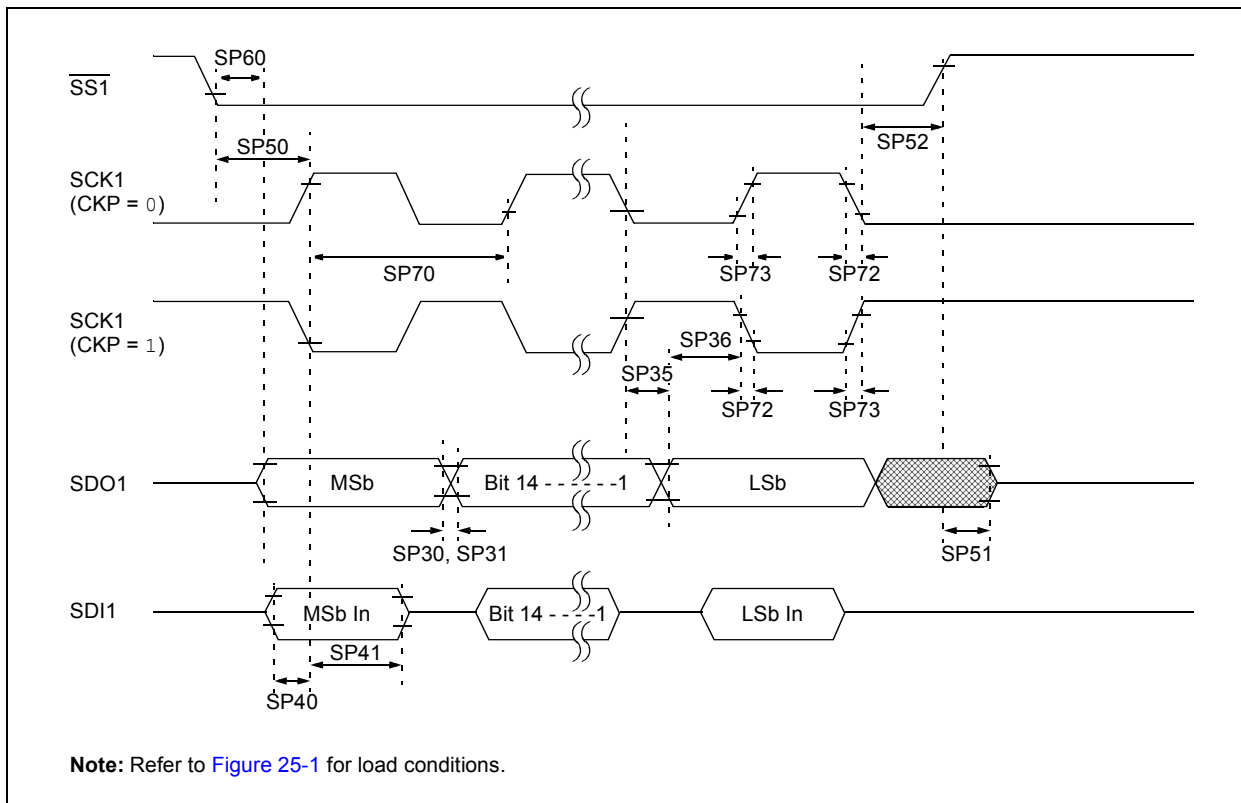 SP60
SS1
SP50
SP52
SCK1
(CKP = 0)
SP70
SP73
SP72
SCK1
(CKP = 1)
SP36
SP35
SP72
SP73
SDO1
MSb
Bit 14 - - - - - -1
LSb
SP30, SP31
SP51
SDI1
MSb In
Bit 14 - - - - -1
LSb In
SP41
SP40
Note: Refer to Figure 25-1 for load conditions.